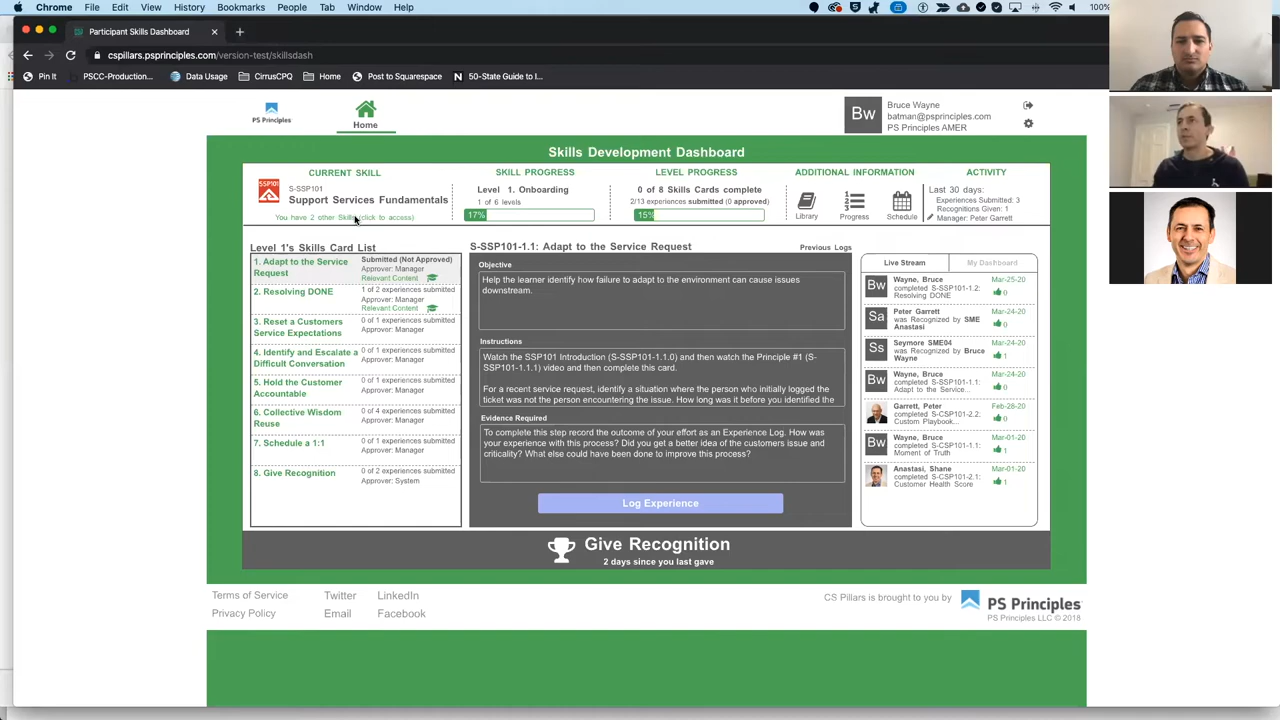 Chrome File Edit View History Bookmarks People Tab Window Help
100%
Participant Skills Dashboard
cspillars.psprinciples.com/version-test/skillsdash
Pin It PSCC-Production... Data Usage CirrusCPQ Home Post to Squarespace 50-State Guide to I...
PS Principles
Home
Bw
Bruce Wayne
batman@psprinciples.com
PS Principles AMER
Skills Development Dashboard
CURRENT SKILL
SSP101
S-SSP101
Support Services Fundamentals
You have 2 other Skills (click to access)
SKILL PROGRESS
Level 1. Onboarding
1 of 6 levels
17%
LEVEL PROGRESS
0 of 8 Skills Cards complete
2/13 experiences submitted (0 approved)
15%
ADDITIONAL INFORMATION
Library Progress Schedule
ACTIVITY
Last 30 days:
Experiences Submitted: 3
Recognitions Given: 1
Manager: Peter Garrett
Level 1's Skills Card List
1. Adapt to the Service
Request
Submitted (Not Approved)
Approver: Manager
Relevant Content
2. Resolving DONE
1 of 2 experiences submitted
Approver: Manager
Relevant Content
3. Reset a Customers
Service Expectations
0 of 1 experiences submitted
Approver: Manager
4. Identify and Escalate a
Difficult Conversation
0 of 1 experiences submitted
Approver: Manager
5. Hold the Customer
Accountable
0 of 1 experiences submitted
Approver: Manager
6. Collective Wisdom
Reuse
0 of 4 experiences submitted
Approver: Manager
7. Schedule a 1:1
0 of 1 experiences submitted
Approver: Manager
8. Give Recognition
0 of 2 experiences submitted
Approver: System
S-SSP101-1.1: Adapt to the Service Request
Previous Logs
Objective
Help the learner identify how failure to adapt to the environment can cause issues
downstream.
Instructions
Watch the SSP101 Introduction (S-SSP101-1.1.0) and then watch the Principle #1 (S-
SSP101-1.1.1) video and then complete this card.
For a recent service request, identify a situation where the person who initially logged the
ticket was not the person encountering the issue. How long was it before you identified the
Evidence Required
To complete this step record the outcome of your effort as an Experience Log. How was
your experience with this process? Did you get a better idea of the customers issue and
criticality? What else could have been done to improve this process?
Log Experience
Live Stream My Dashboard
Bw
Wayne, Bruce
completed S-SSP101-1.2:
Resolving DONE
Mar-25-20
0
Sa
Peter Garrett
was Recognized by SME
Anastasi
Mar-24-20
0
Ss
Seymore SME04
was Recognized by Bruce
Wayne
Mar-24-20
1
Bw
Wayne, Bruce
completed S-SSP101-1.1:
Adapt to the Service...
Mar-24-20
0
Garrett, Peter
completed S-CSP101-2.2:
Custom Playbook...
Feb-28-20
0
Bw
Wayne, Bruce
completed S-CSP101-1.1:
Moment of Truth
Mar-01-20
1
Anastasi, Shane
completed S-CSP101-2.1:
Customer Health Score
Mar-01-20
1
Give Recognition
2 days since you last gave
Terms of Service Twitter LinkedIn
Privacy Policy Email Facebook
CS Pillars is brought to you by
PS Principles
PS Principles LLC © 2018